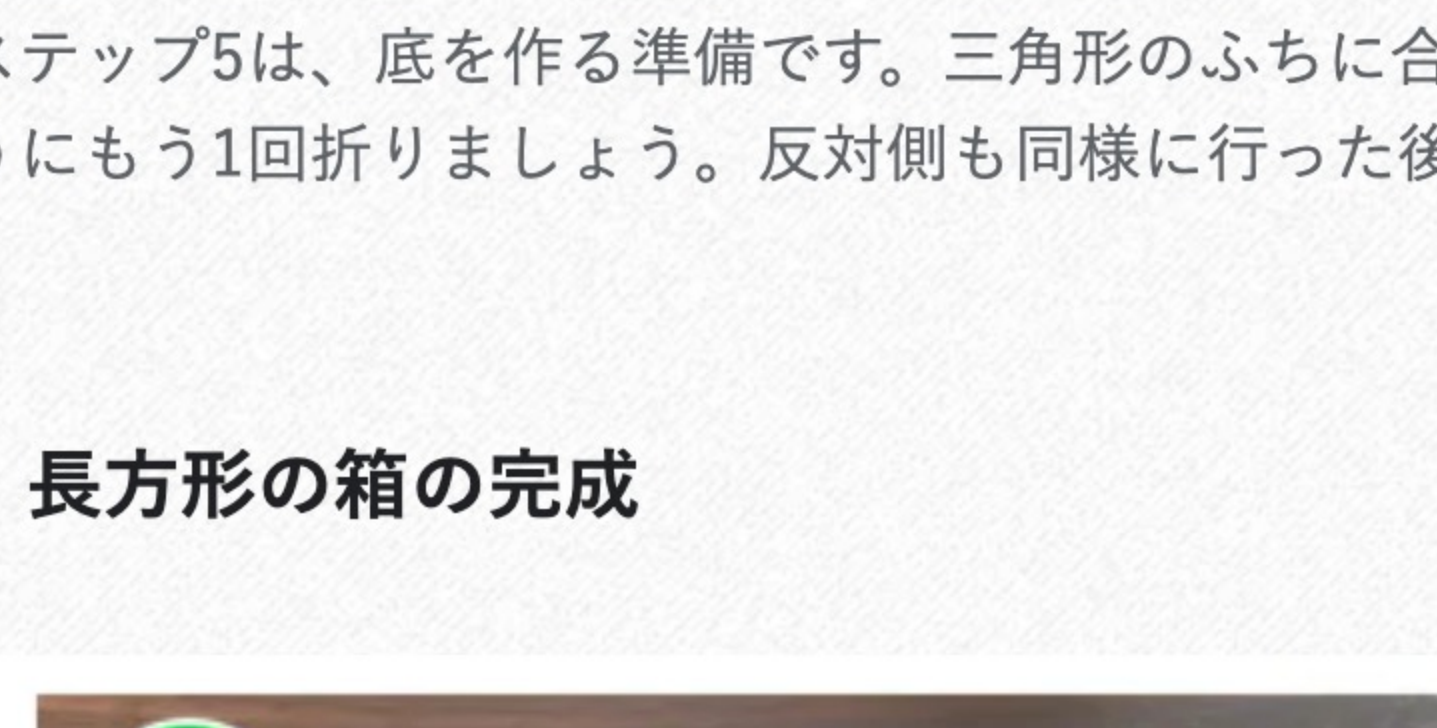 ステップ5は、底を作る準備です。三角形のふちに合
うにもう1回折りましょう。反対側も同様に行った後
長方形の箱の完成